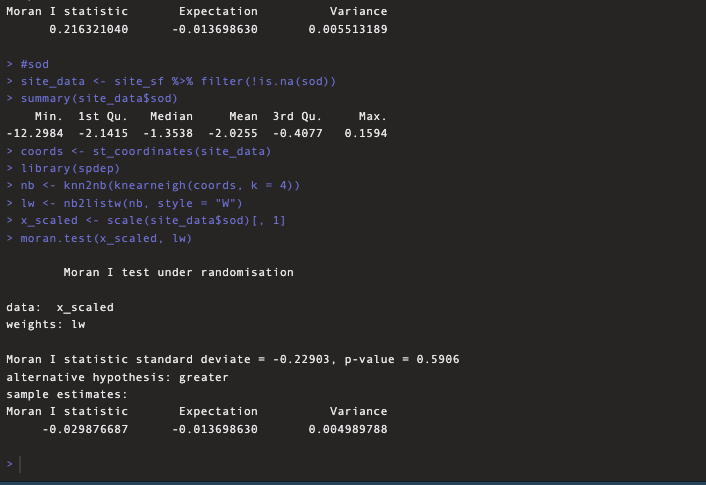 Moran I statistic       Expectation          Variance
      0.216321040      -0.013698630       0.005513189
> #sod
> site_data <- site_sf %>% filter(!is.na(sod))
> summary(site_data$sod)
    Min.  1st Qu.   Median     Mean  3rd Qu.     Max.
-12.2984  -2.1415  -1.3538  -2.0255  -0.4077   0.1594
> coords <- st_coordinates(site_data)
> library(spdep)
> nb <- knn2nb(knearneigh(coords, k = 4))
> lw <- nb2listw(nb, style = "W")
> x_scaled <- scale(site_data$sod)[, 1]
> moran.test(x_scaled, lw)
        Moran I test under randomisation
data:  x_scaled
weights: lw
Moran I statistic standard deviate = -0.22903, p-value = 0.5906
alternative hypothesis: greater
sample estimates:
Moran I statistic       Expectation          Variance
     -0.029876687      -0.013698630       0.004989788
>